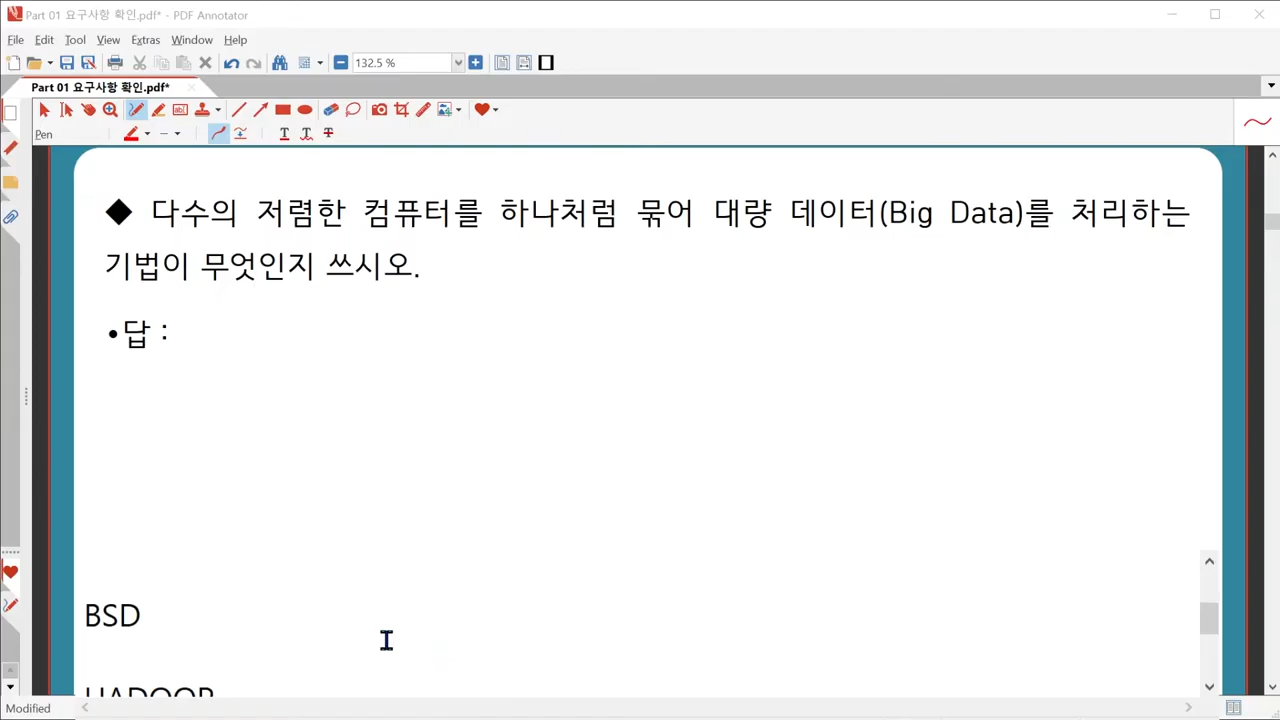 Part 01 요구사항 확인.pdf* - PDF Annotator
File Edit Tool View Extras Window Help
132.5 %
Part 01 요구사항 확인.pdf*
Pen
◆ 다수의 저렴한 컴퓨터를 하나처럼 묶어 대량 데이터(Big Data)를 처리하는
기법이 무엇인지 쓰시오.
•답 :
BSD
HADOOP
Modified